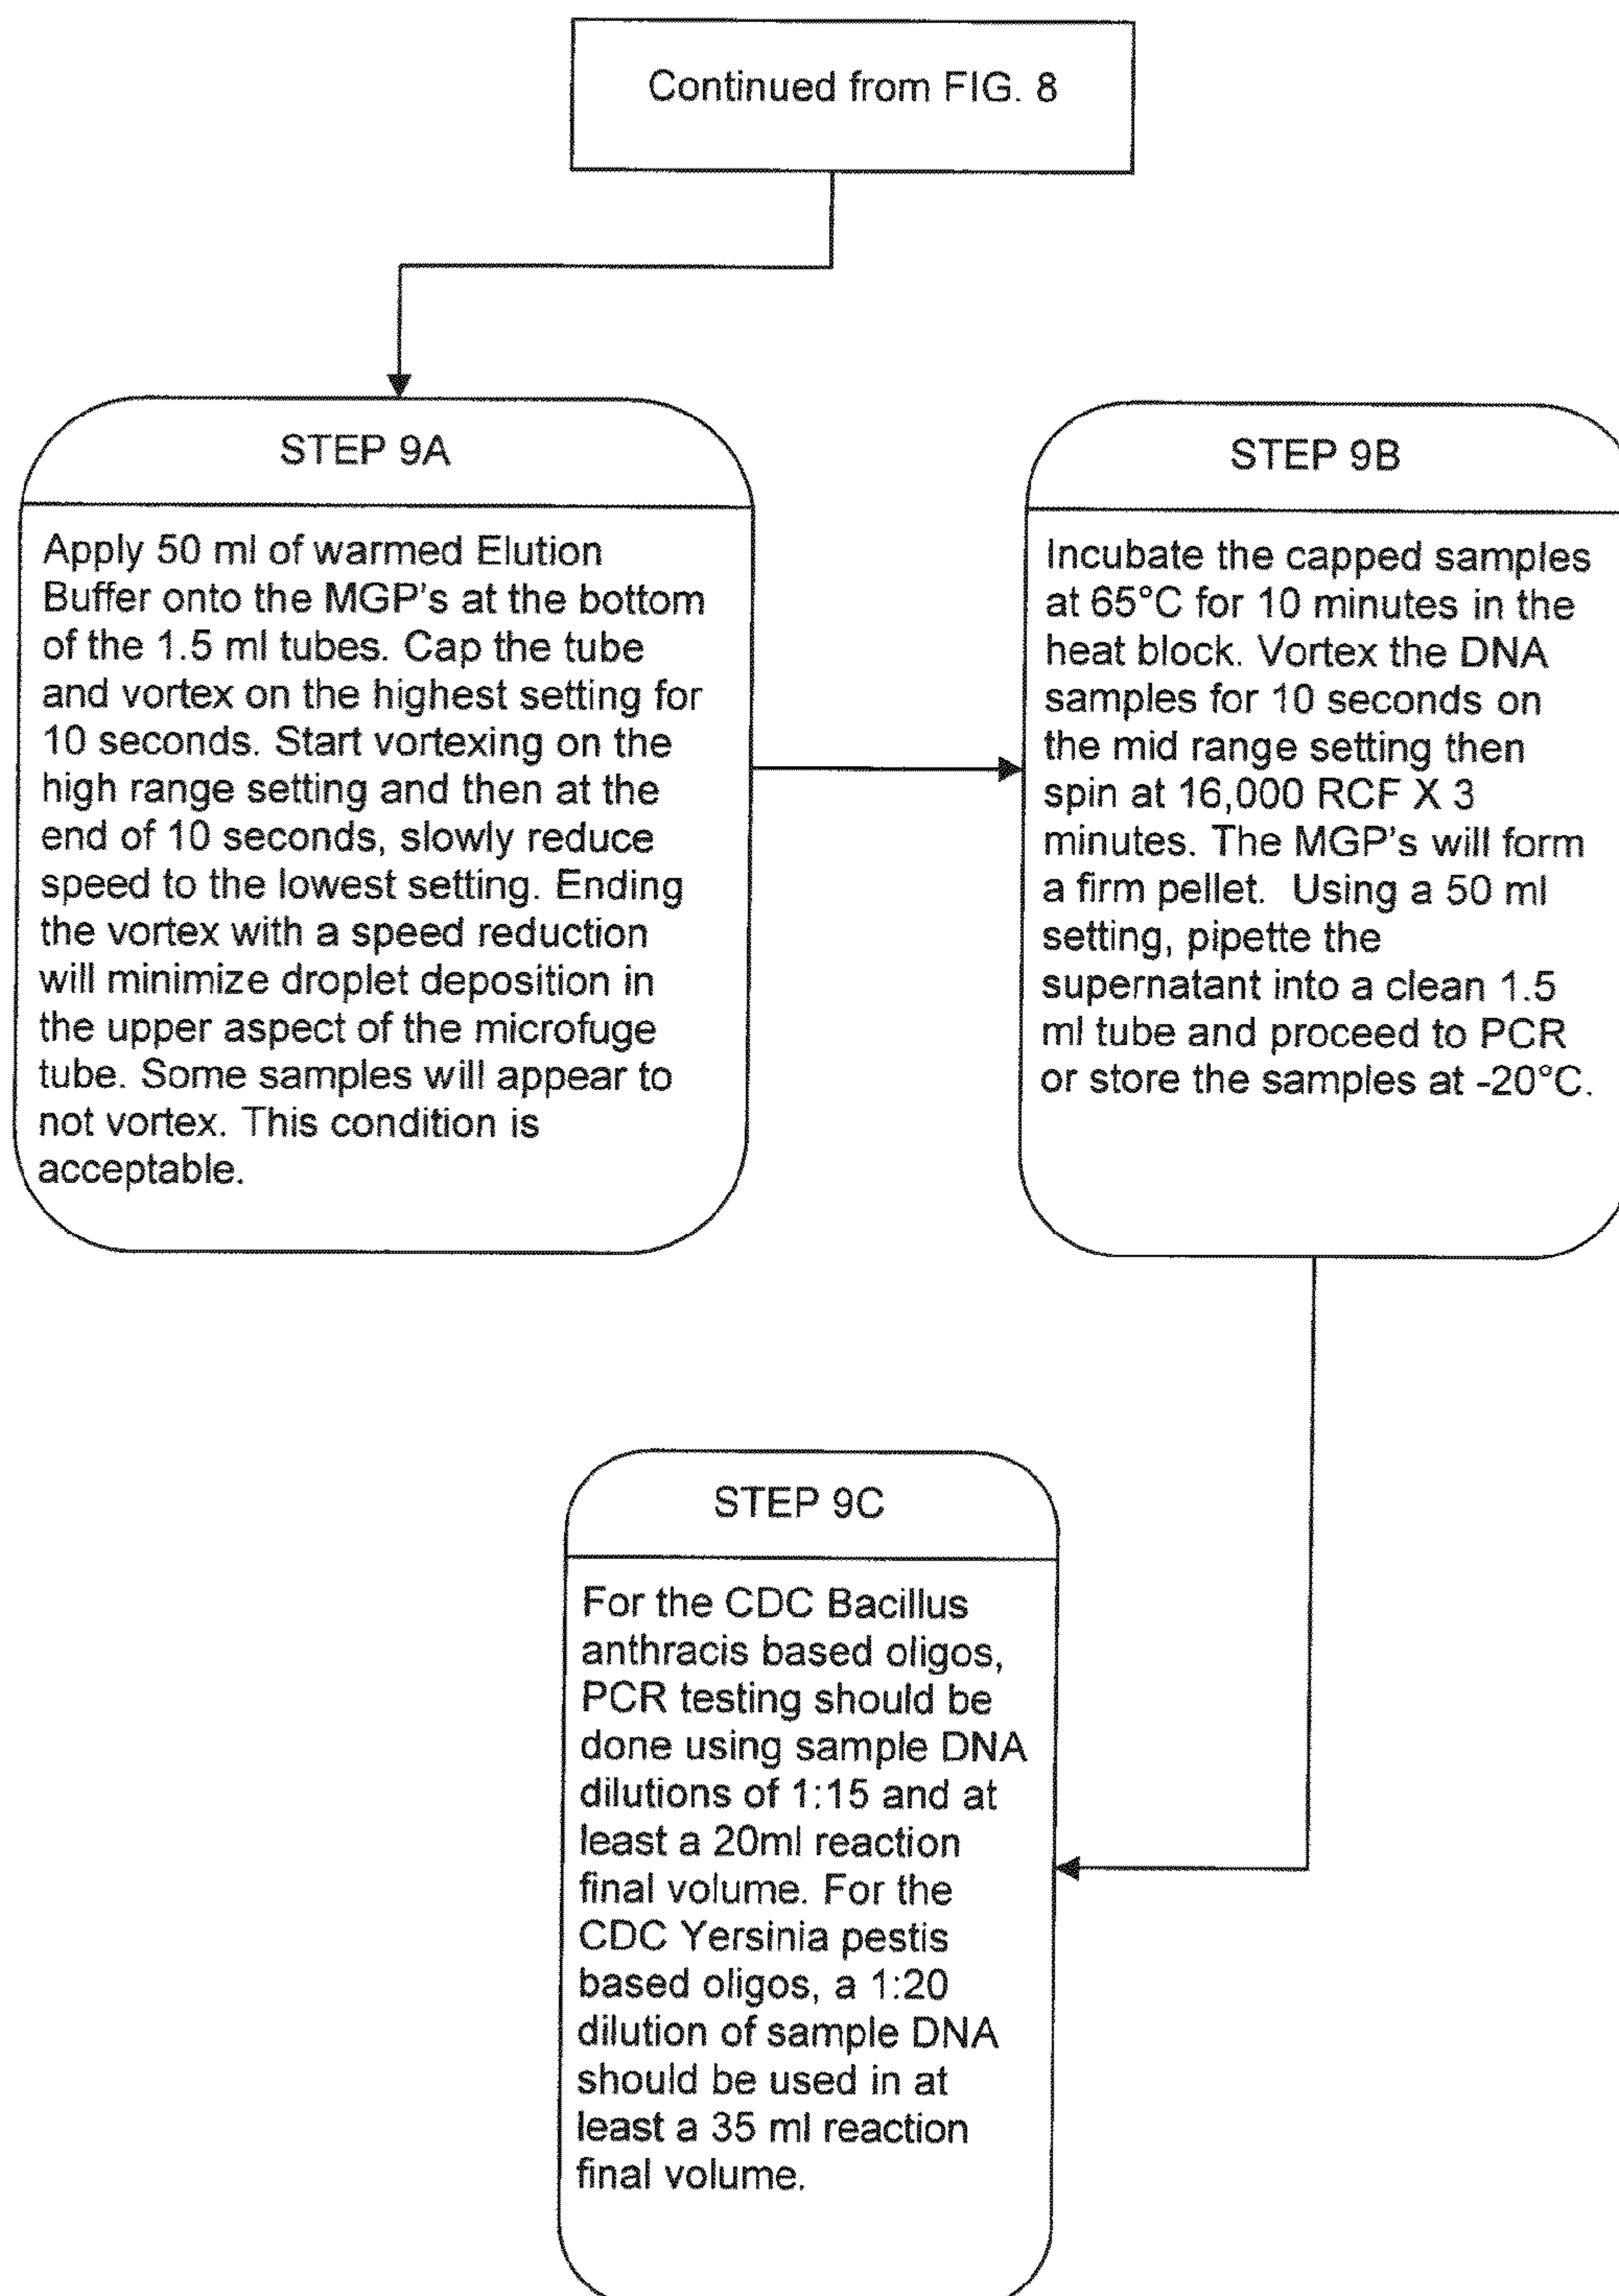 Continued from FIG. 8
STEP 9A
Apply 50 ml of warmed Elution
Buffer onto the MGP's at the bottom
of the 1.5 ml tubes. Cap the tube
and vortex on the highest setting for
10 seconds. Start vortexing on the
high range setting and then at the
end of 10 seconds, slowly reduce
speed to the lowest setting. Ending
the vortex with a speed reduction
will minimize droplet deposition in
the upper aspect of the microfuge
tube. Some samples will appear to
not vortex. This condition is
acceptable.
STEP 9B
Incubate the capped samples
at 65°C for 10 minutes in the
heat block. Vortex the DNA
samples for 10 seconds on
the mid range setting then
spin at 16,000 RCF X 3
minutes. The MGP's will form
a firm pellet.  Using a 50 ml
setting, pipette the
supernatant into a clean 1.5
ml tube and proceed to PCR
or store the samples at -20°C.
STEP 9C
For the CDC Bacillus
anthracis based oligos,
PCR testing should be
done using sample DNA
dilutions of 1:15 and at
least a 20ml reaction
final volume. For the
CDC Yersinia pestis
based oligos, a 1:20
dilution of sample DNA
should be used in at
least a 35 ml reaction
final volume.